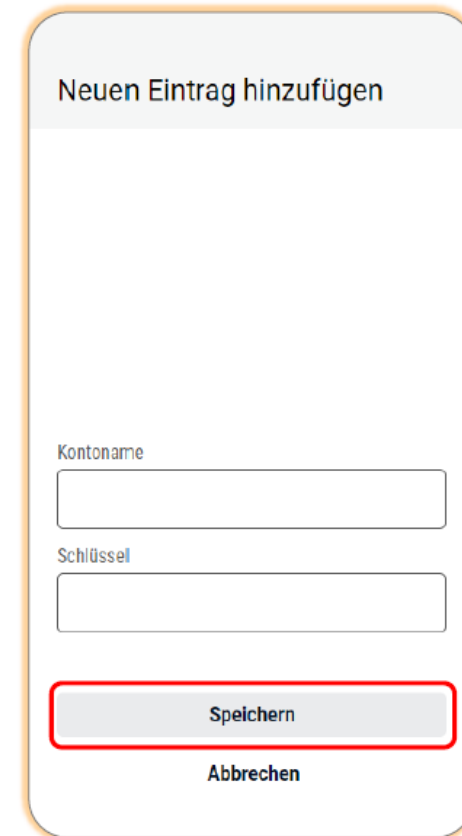 Neuen Eintrag hinzufügen
Kontoname
Schlüssel
Speichern
Abbrechen